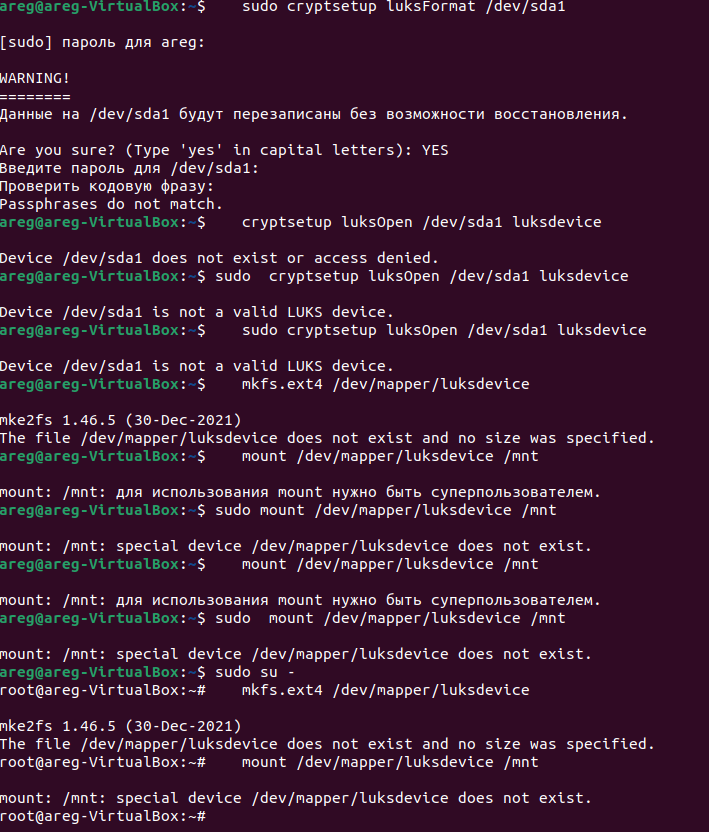 areg@areg-VirtualBox:~$    sudo cryptsetup luksFormat /dev/sda1
[sudo] пароль для areg:
WARNING!
========
Данные на /dev/sda1 будут перезаписаны без возможности восстановления.
Are you sure? (Type 'yes' in capital letters): YES
Введите пароль для /dev/sda1:
Проверить кодовую фразу:
Passphrases do not match.
areg@areg-VirtualBox:~$    cryptsetup luksOpen /dev/sda1 luksdevice
Device /dev/sda1 does not exist or access denied.
areg@areg-VirtualBox:~$ sudo  cryptsetup luksOpen /dev/sda1 luksdevice
Device /dev/sda1 is not a valid LUKS device.
areg@areg-VirtualBox:~$    sudo cryptsetup luksOpen /dev/sda1 luksdevice
Device /dev/sda1 is not a valid LUKS device.
areg@areg-VirtualBox:~$    mkfs.ext4 /dev/mapper/luksdevice
mke2fs 1.46.5 (30-Dec-2021)
The file /dev/mapper/luksdevice does not exist and no size was specified.
areg@areg-VirtualBox:~$    mount /dev/mapper/luksdevice /mnt
mount: /mnt: для использования mount нужно быть суперпользователем.
areg@areg-VirtualBox:~$ sudo mount /dev/mapper/luksdevice /mnt
mount: /mnt: special device /dev/mapper/luksdevice does not exist.
areg@areg-VirtualBox:~$    mount /dev/mapper/luksdevice /mnt
mount: /mnt: для использования mount нужно быть суперпользователем.
areg@areg-VirtualBox:~$ sudo  mount /dev/mapper/luksdevice /mnt
mount: /mnt: special device /dev/mapper/luksdevice does not exist.
areg@areg-VirtualBox:~$ sudo su -
root@areg-VirtualBox:~#    mkfs.ext4 /dev/mapper/luksdevice
mke2fs 1.46.5 (30-Dec-2021)
The file /dev/mapper/luksdevice does not exist and no size was specified.
root@areg-VirtualBox:~#    mount /dev/mapper/luksdevice /mnt
mount: /mnt: special device /dev/mapper/luksdevice does not exist.
root@areg-VirtualBox:~#